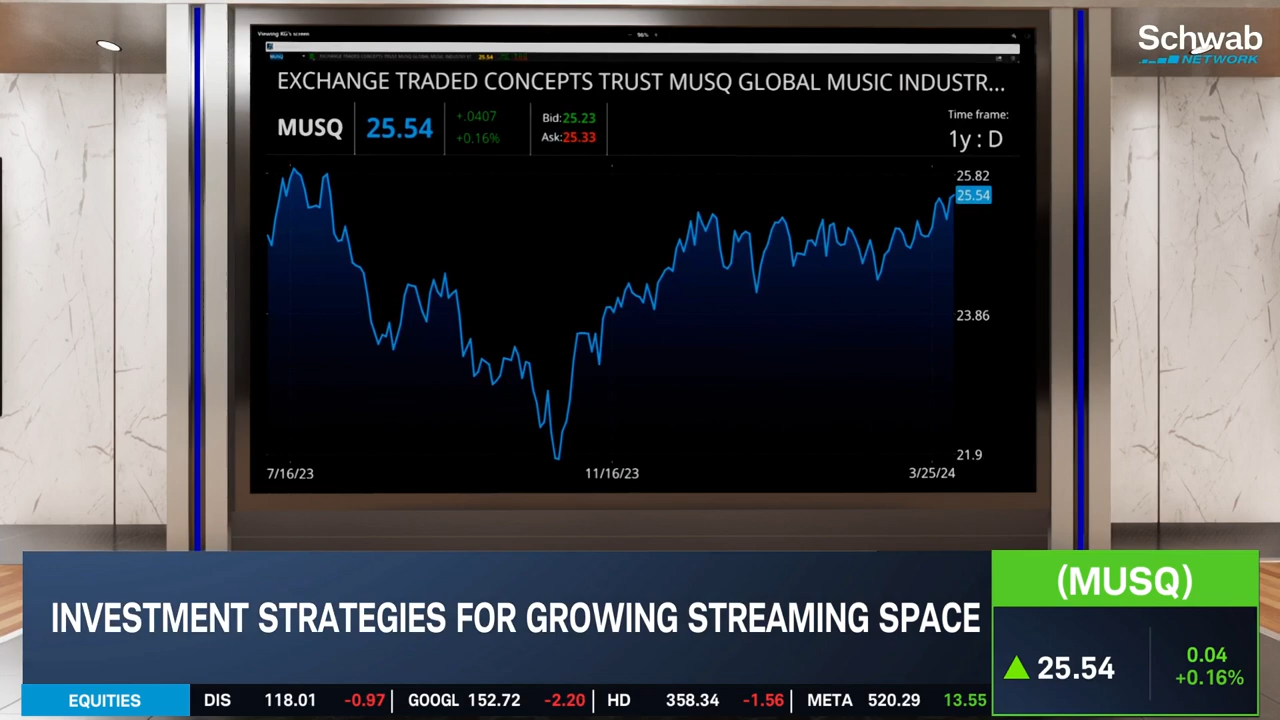 Viewing KG's screen
96%
Schwab
NETWORK
EXCHANGE TRADED CONCEPTS TRUST MUSQ GLOBAL MUSIC INDUSTR...
MUSQ
25.54
+.0407
+0.16%
Bid:25.23
Ask:25.33
Time frame:
1y : D
25.82
25.54
23.86
21.9
7/16/23 11/16/23 3/25/24
INVESTMENT STRATEGIES FOR GROWING STREAMING SPACE
(MUSQ)
25.54
0.04
+0.16%
EQUITIES DIS 118.01 -0.97 GOOGL 152.72 -2.20 HD 358.34 -1.56 META 520.29 13.55